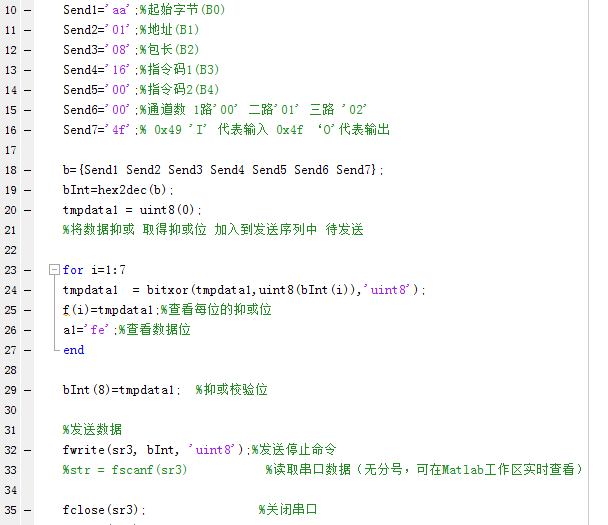 10 - Send1='aa';%起始字节(B0)
11 - Send2='01';%地址(B1)
12 - Send3='08';%包长(B2)
13 - Send4='16';%指令码1(B3)
14 - Send5='00';%指令码2(B4)
15 - Send6='00';%通道数 1路'00' 二路'01' 三路 '02'
16 - Send7='4f';% 0x49 'I' 代表输入 0x4f ‘O'代表输出
17
18 - b={Send1 Send2 Send3 Send4 Send5 Send6 Send7};
19 - bInt=hex2dec(b);
20 - tmpdata1 = uint8(0);
21 %将数据抑或 取得抑或位 加入到发送序列中 待发送
22
23 - for i=1:7
24 - tmpdata1 = bitxor(tmpdata1,uint8(bInt(i)),'uint8');
25 - f(i)=tmpdata1;%查看每位的抑或位
26 - a1='fe';%查看数据位
27 - end
28
29 - bInt(8)=tmpdata1; %抑或校验位
30
31 %发送数据
32 - fwrite(sr3, bInt, 'uint8');%发送停止命令
33 %str = fscanf(sr3) %读取串口数据（无分号，可在Matlab工作区实时查看）
34
35 - fclose(sr3); %关闭串口